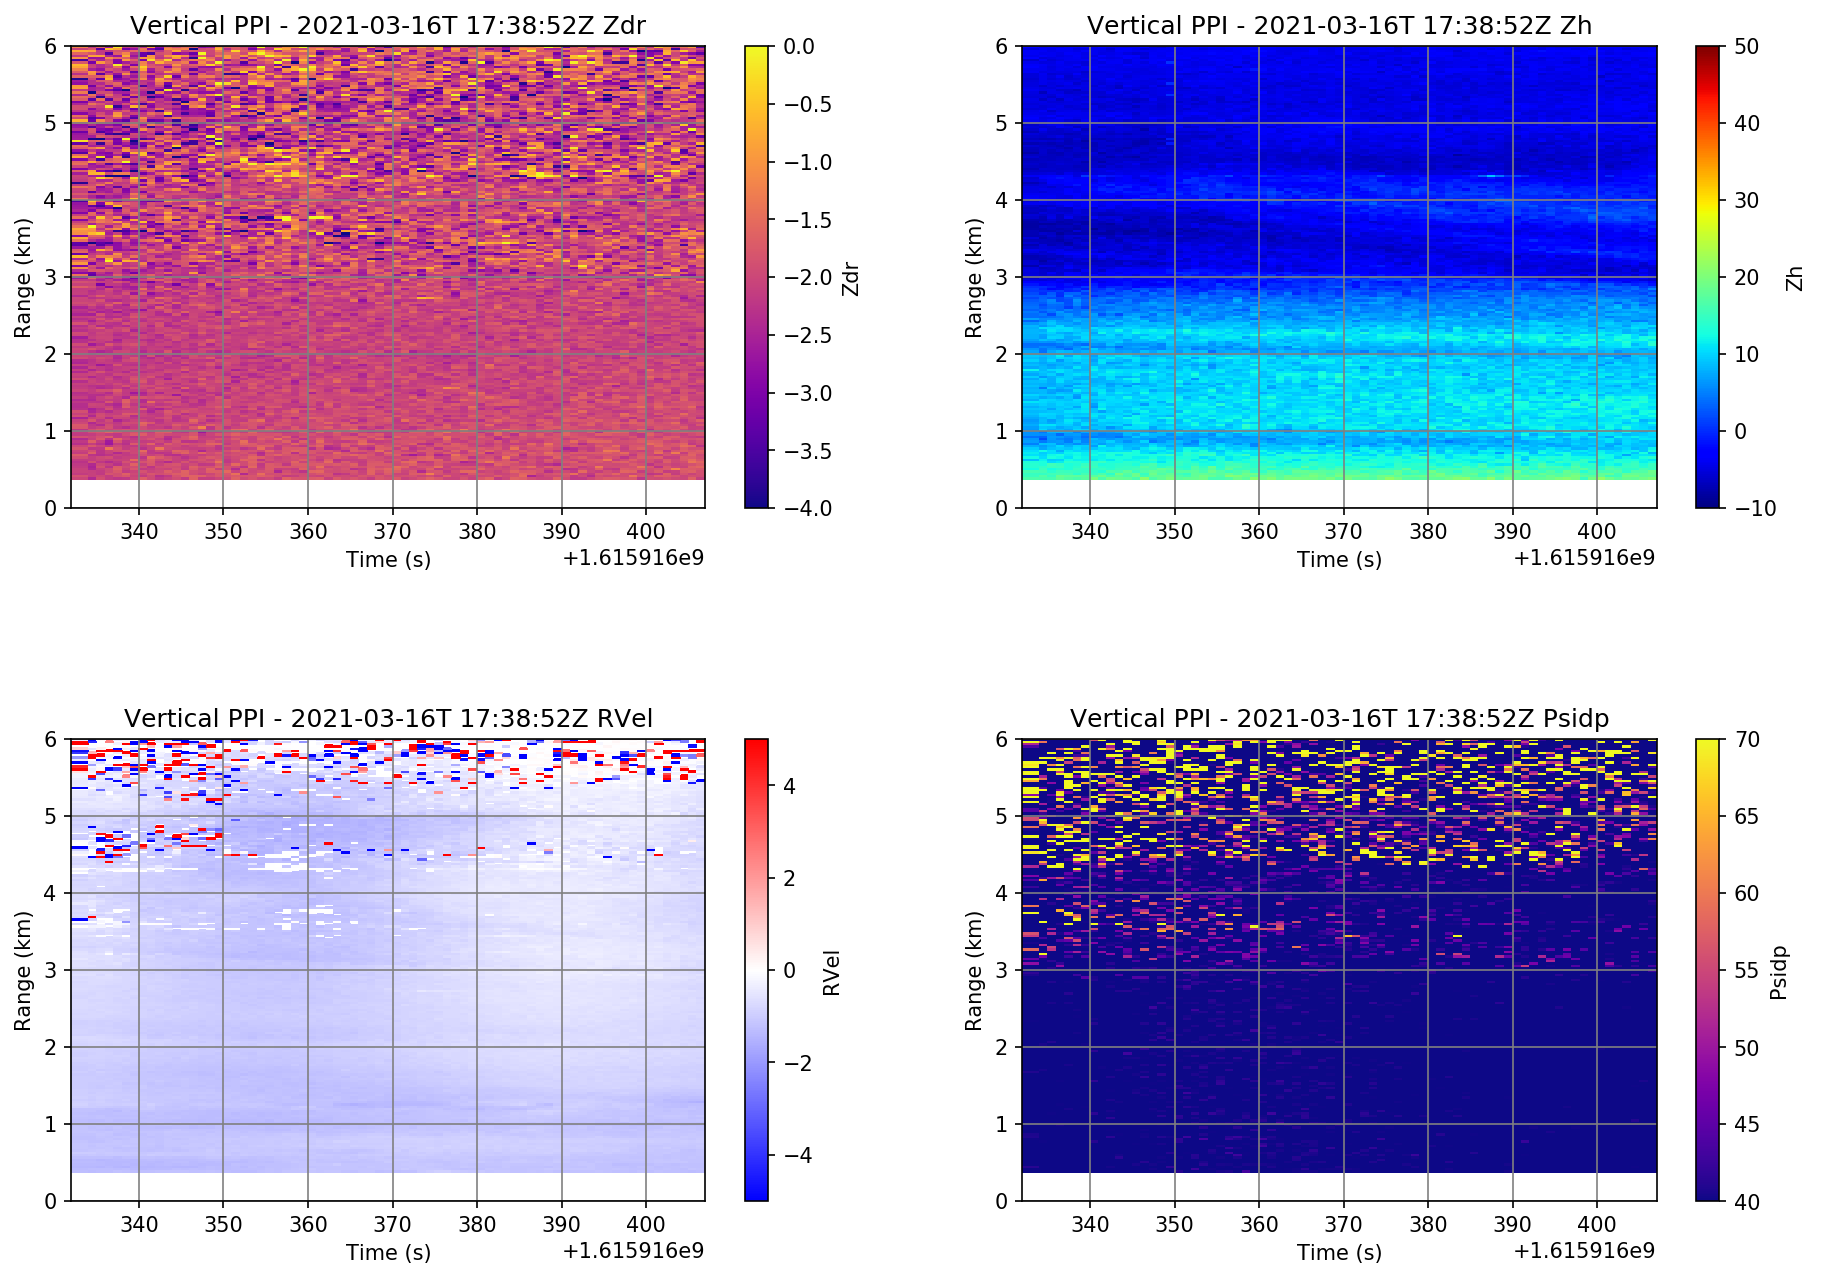 Vertical PPI - 2021-03-16T 17:38:52Z Zdr
6
5
4
3
2
1
0
Range (km)
340 350 360 370 380 390 400
Time (s)
+1.615916e9
0.0
−0.5
−1.0
−1.5
−2.0
−2.5
−3.0
−3.5
−4.0
Zdr
Vertical PPI - 2021-03-16T 17:38:52Z Zh
6
5
4
3
2
1
0
Range (km)
340 350 360 370 380 390 400
Time (s)
+1.615916e9
50
40
30
20
10
0
−10
Zh
Vertical PPI - 2021-03-16T 17:38:52Z RVel
6
5
4
3
2
1
0
Range (km)
340 350 360 370 380 390 400
Time (s)
+1.615916e9
4
2
0
−2
−4
RVel
Vertical PPI - 2021-03-16T 17:38:52Z Psidp
6
5
4
3
2
1
0
Range (km)
340 350 360 370 380 390 400
Time (s)
+1.615916e9
70
65
60
55
50
45
40
Psidp